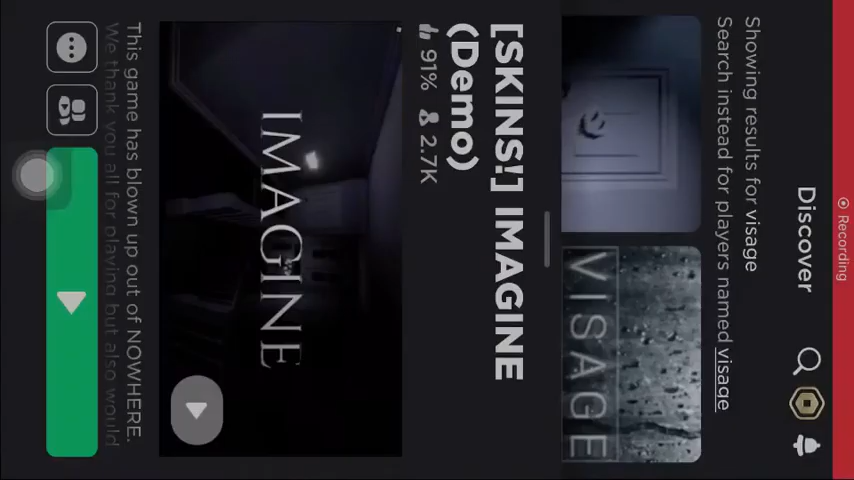 Recording
Discover
Showing results for visage
Search instead for players named visage
VISAGE
[SKINS!] IMAGINE
(Demo)
91% 2.7K
IMAGINE
This game has blown up out of NOWHERE.
We thank you all for playing but also would